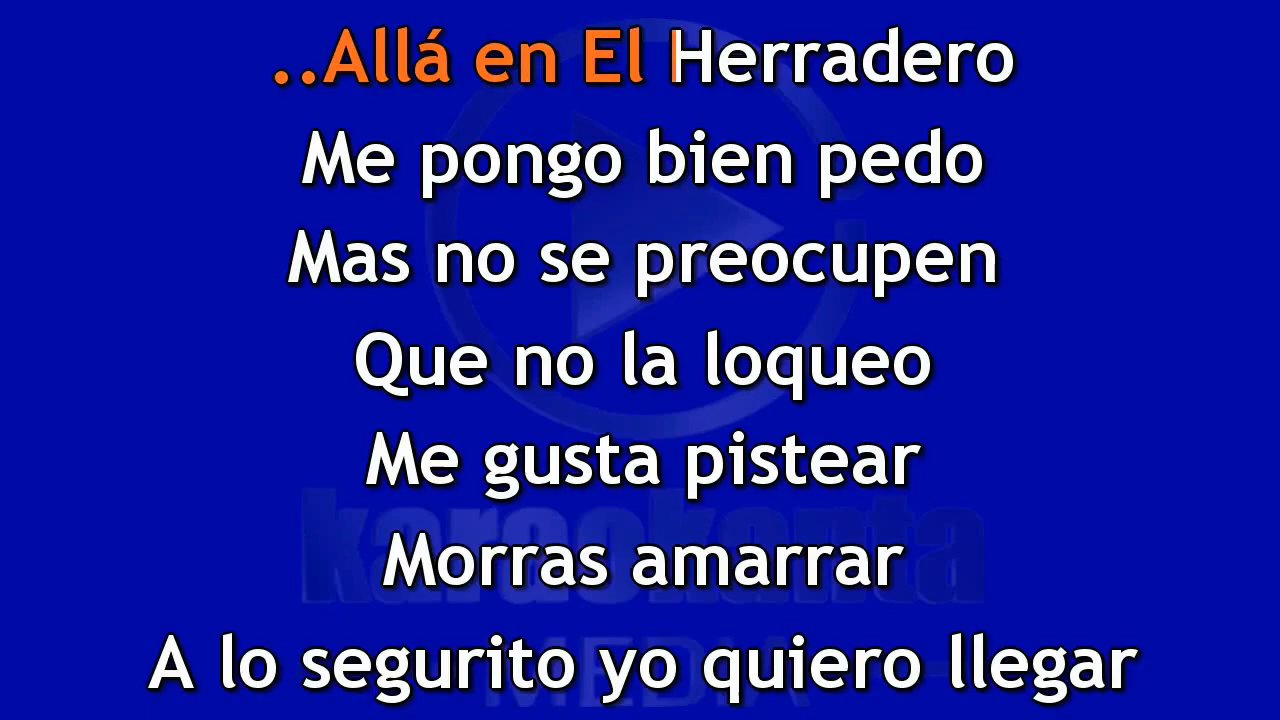 ..Allá en El Herradero
Me pongo bien pedo
Mas no se preocupen
Que no la loqueo
Me gusta pistear
karaokanta
Morras amarrar
A lo segurito yo quiero llegar
MEDIA